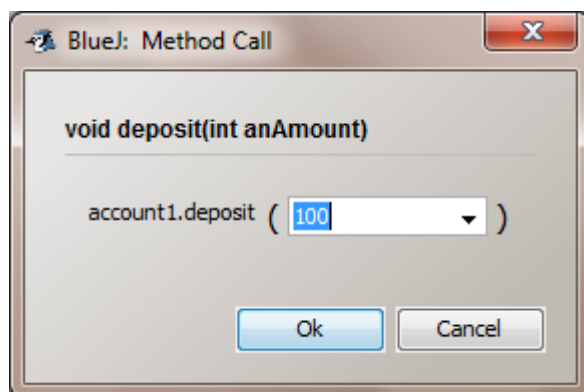 BlueJ: Method Call
void deposit(int anAmount)
account1.deposit ( 100 )
Ok Cancel